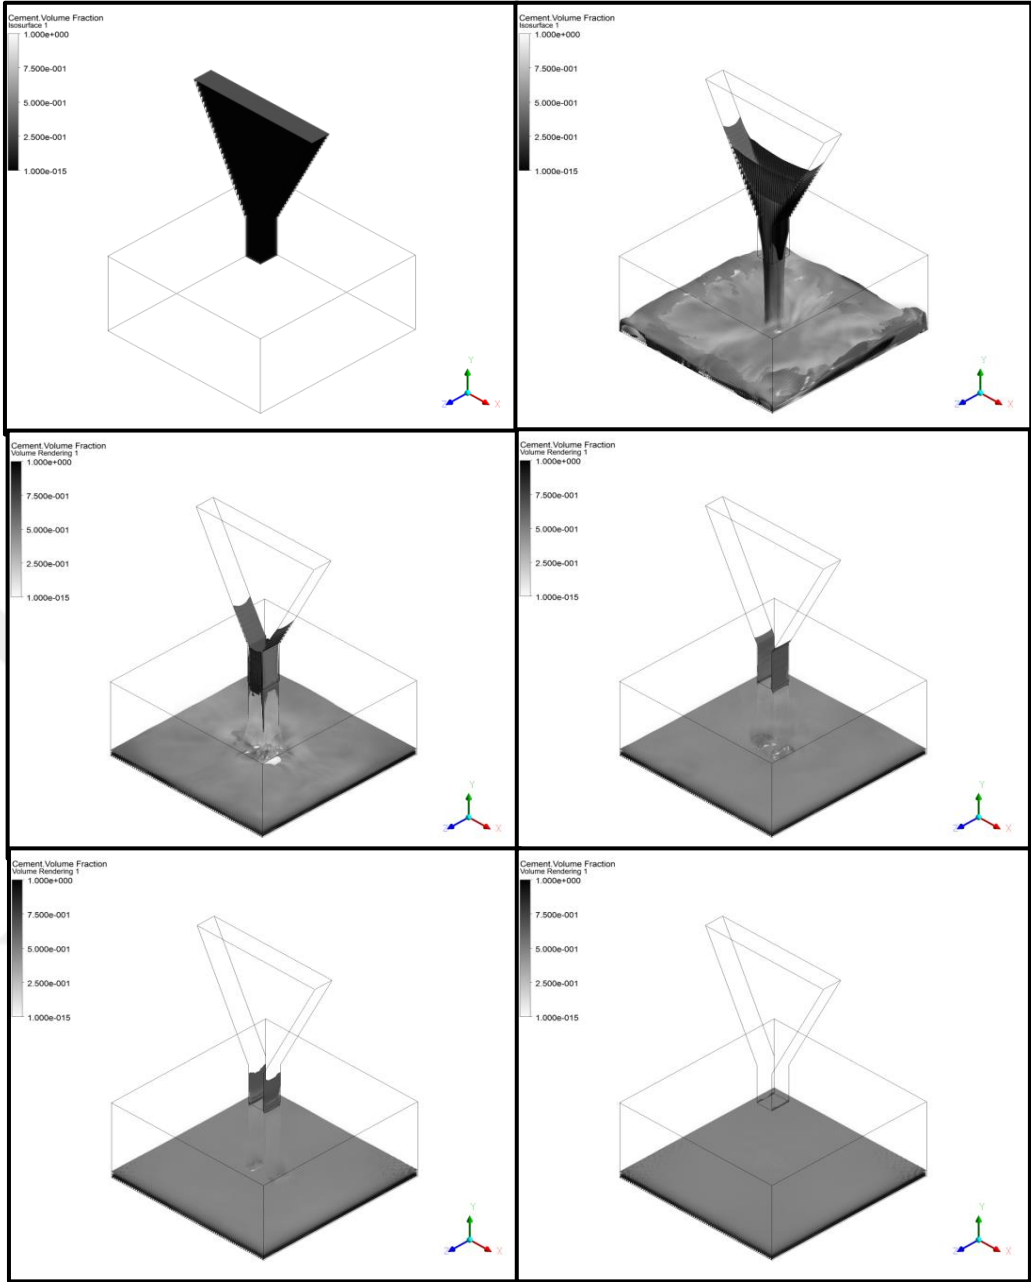 Cement.Volume Fraction
Isosurface 1
1.000e+000
7.500e-001
5.000e-001
2.500e-001
1.000e-015
Y
Z
X
Cement.Volume Fraction
Isosurface 1
1.000e+000
7.500e-001
5.000e-001
2.500e-001
1.000e-015
Y
Z
X
Cement.Volume Fraction
Volume Rendering 1
1.000e+000
7.500e-001
5.000e-001
2.500e-001
1.000e-015
Y
Z
X
Cement.Volume Fraction
Volume Rendering 1
1.000e+000
7.500e-001
5.000e-001
2.500e-001
1.000e-015
Y
Z
X
Cement.Volume Fraction
Volume Rendering 1
1.000e+000
7.500e-001
5.000e-001
2.500e-001
1.000e-015
Y
Z
X
Cement.Volume Fraction
Volume Rendering 1
1.000e+000
7.500e-001
5.000e-001
2.500e-001
1.000e-015
Y
Z
X